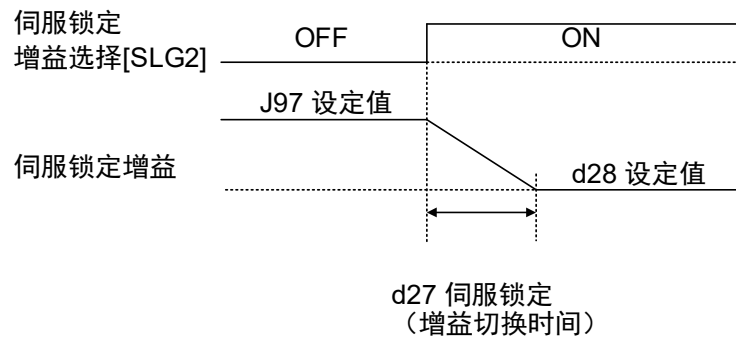 伺服锁定
增益选择[SLG2]
OFF
ON
J97 设定值
伺服锁定增益
d28 设定值
d27 伺服锁定
（增益切换时间）